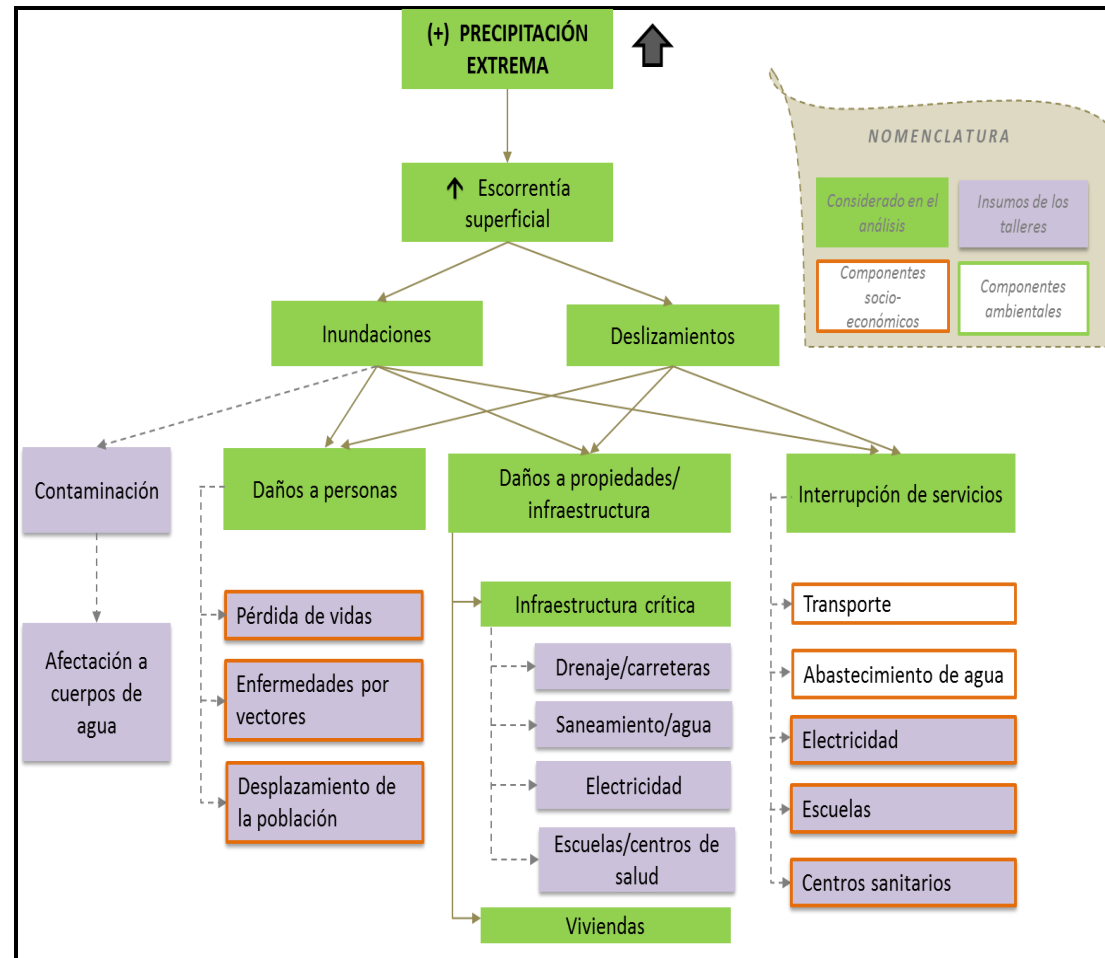 (+) PRECIPITACIÓN
EXTREMA
NOMENCLATURA
Considerado en el
análisis
Insumos de los
talleres
Componentes
socio-
económicos
Componentes
ambientales
↑ Escorrentía
superficial
Inundaciones
Deslizamientos
Contaminación
Daños a personas
Daños a propiedades/
infraestructura
Interrupción de servicios
Afectación a
cuerpos de
agua
Pérdida de vidas
Enfermedades por
vectores
Desplazamiento de
la población
Infraestructura crítica
Drenaje/carreteras
Saneamiento/agua
Electricidad
Escuelas/centros de
salud
Viviendas
Transporte
Abastecimiento de agua
Electricidad
Escuelas
Centros sanitarios